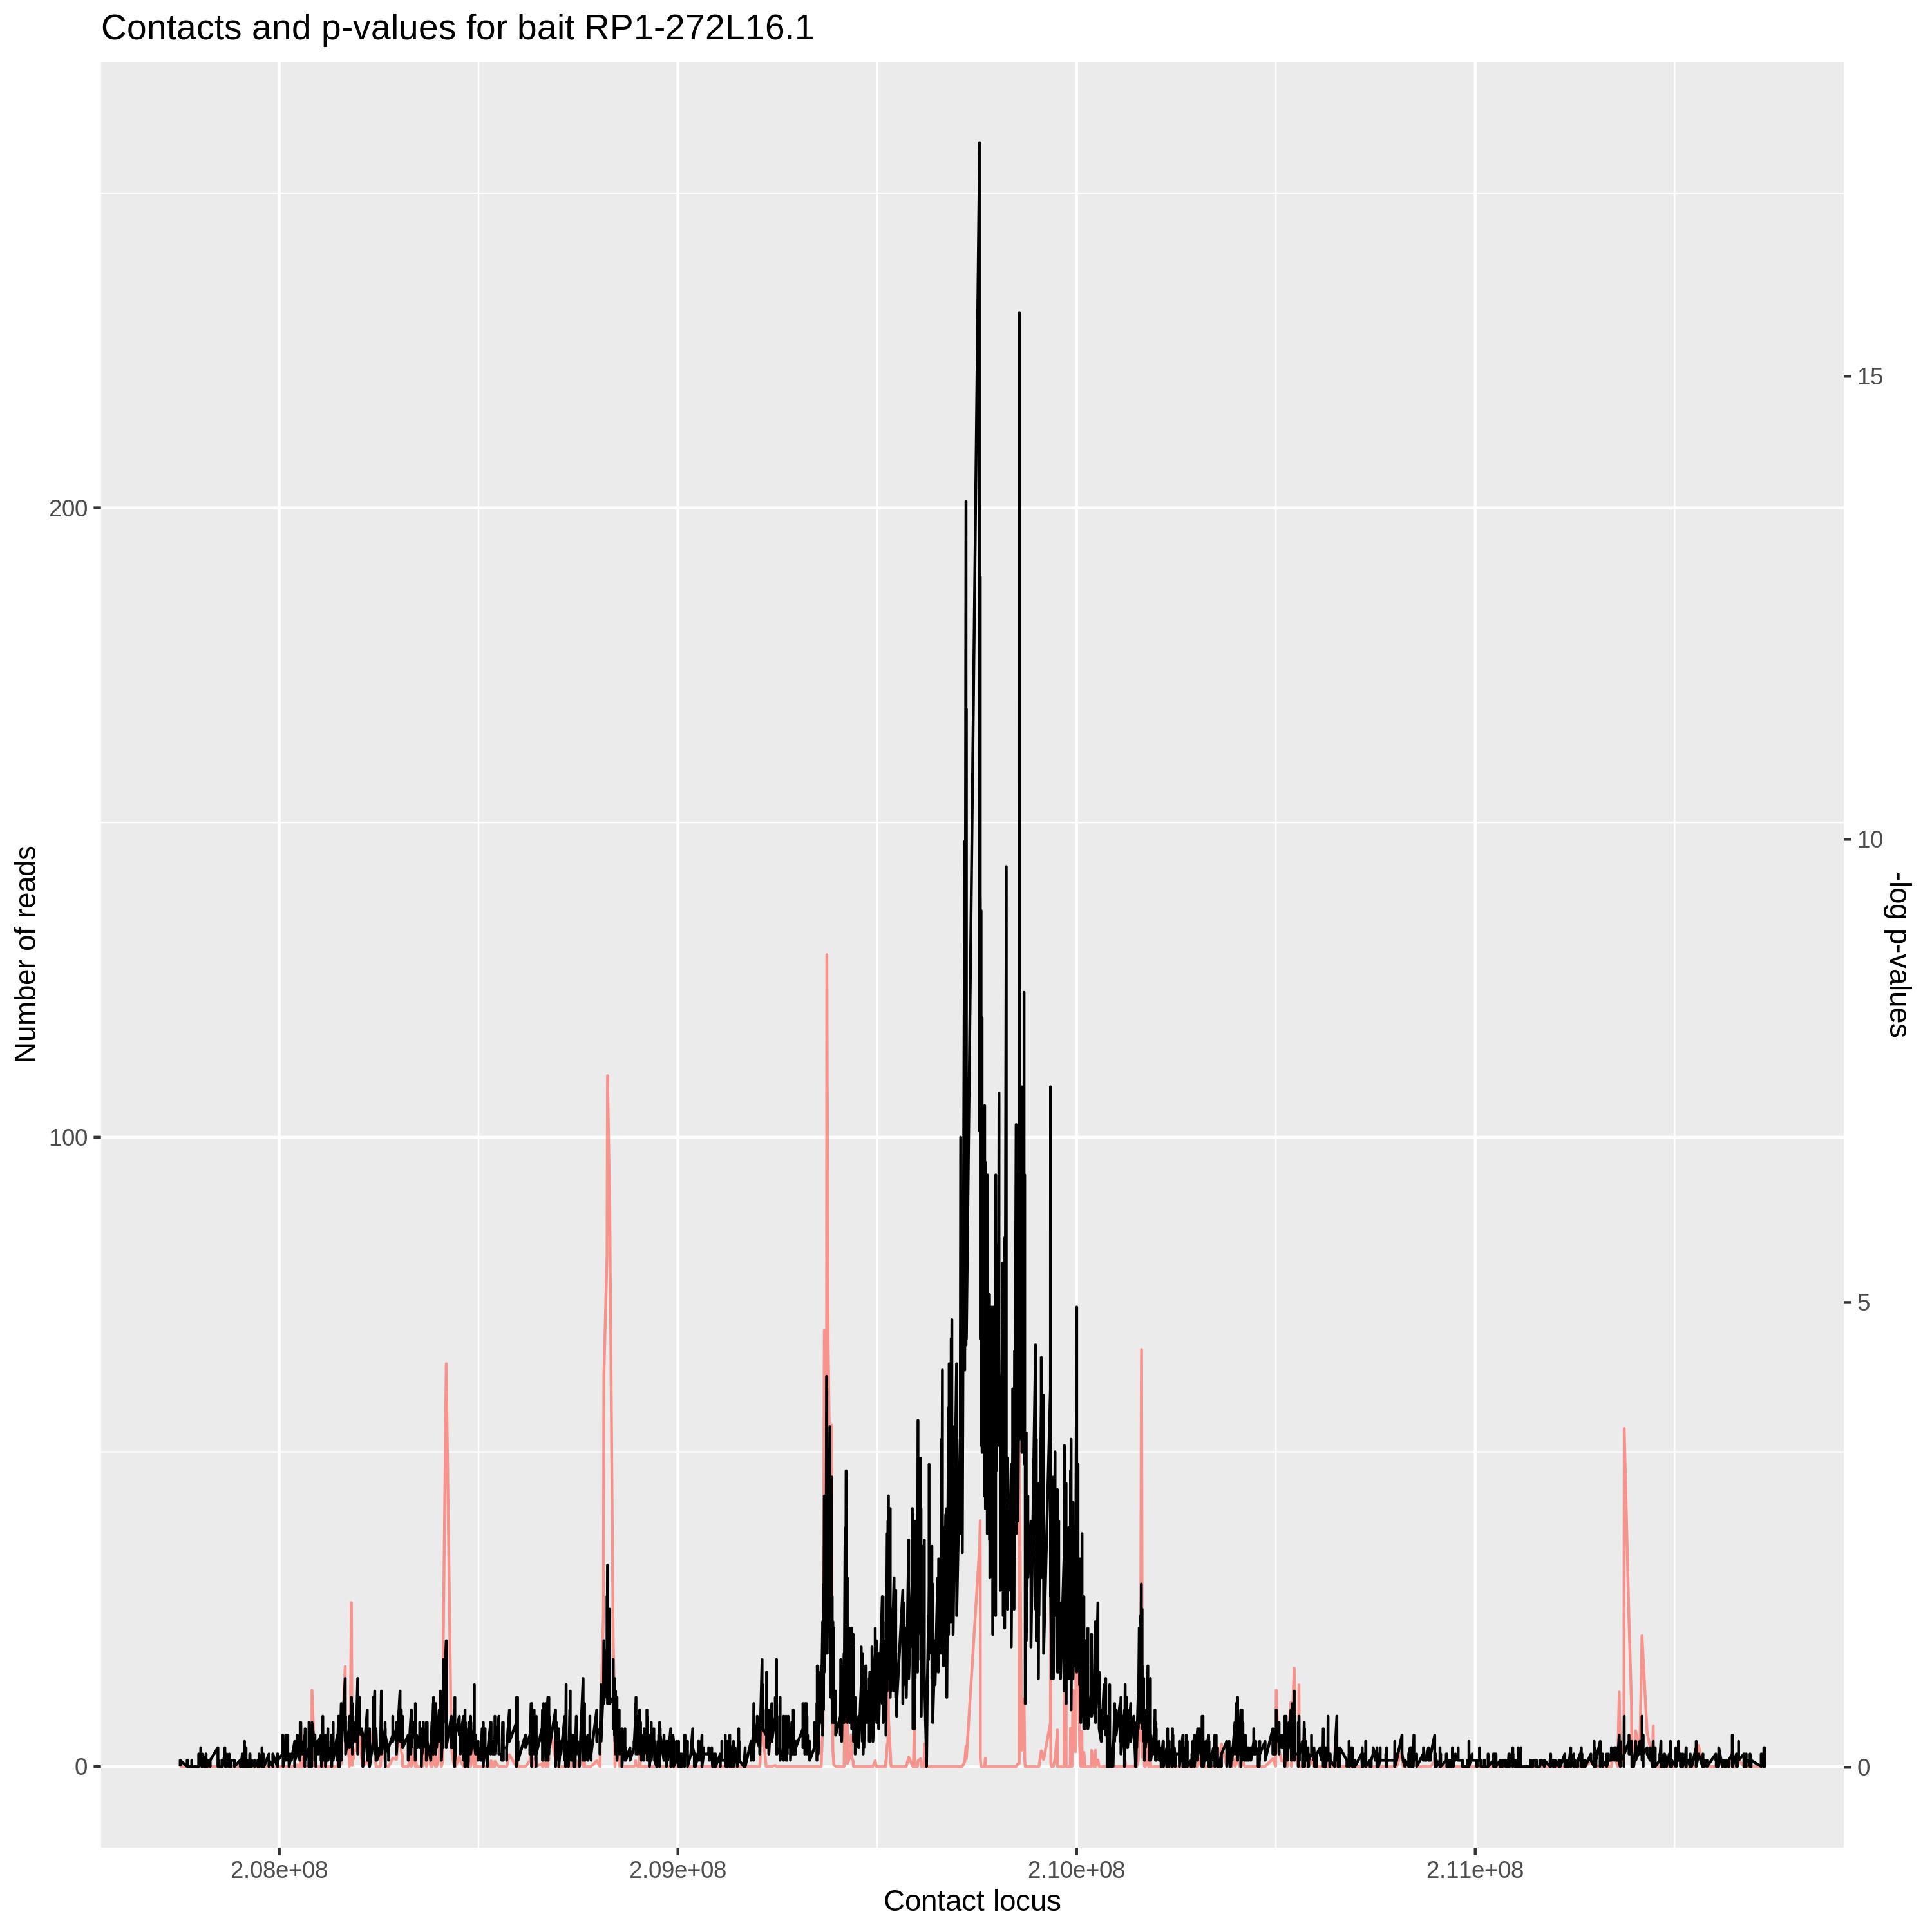 Contacts and p-values for bait RP1-272L16.1
Number of reads
200
100
0
15
10
5
0
-log p-values
2.08e+08 2.09e+08 2.10e+08 2.11e+08
Contact locus